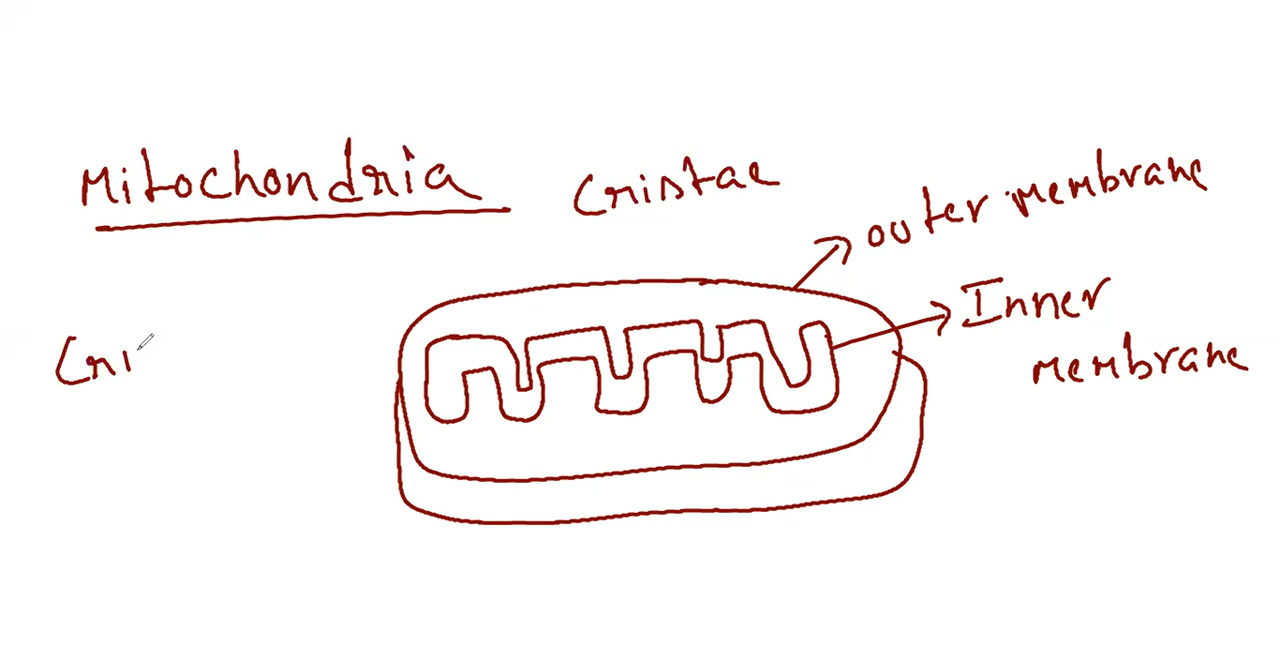 Mitochondria
Cristae
outer membrane
Inner
membrane
Cri